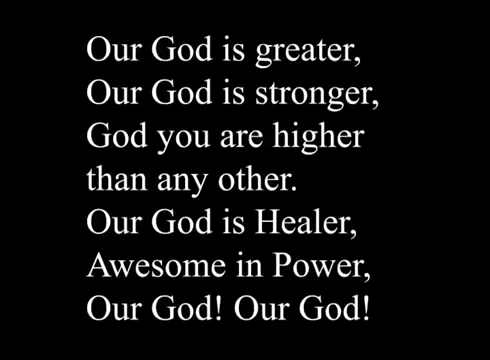 Our God is greater,
Our God is stronger,
God you are higher
than any other.
Our God is Healer,
Awesome in Power,
Our God! Our God!